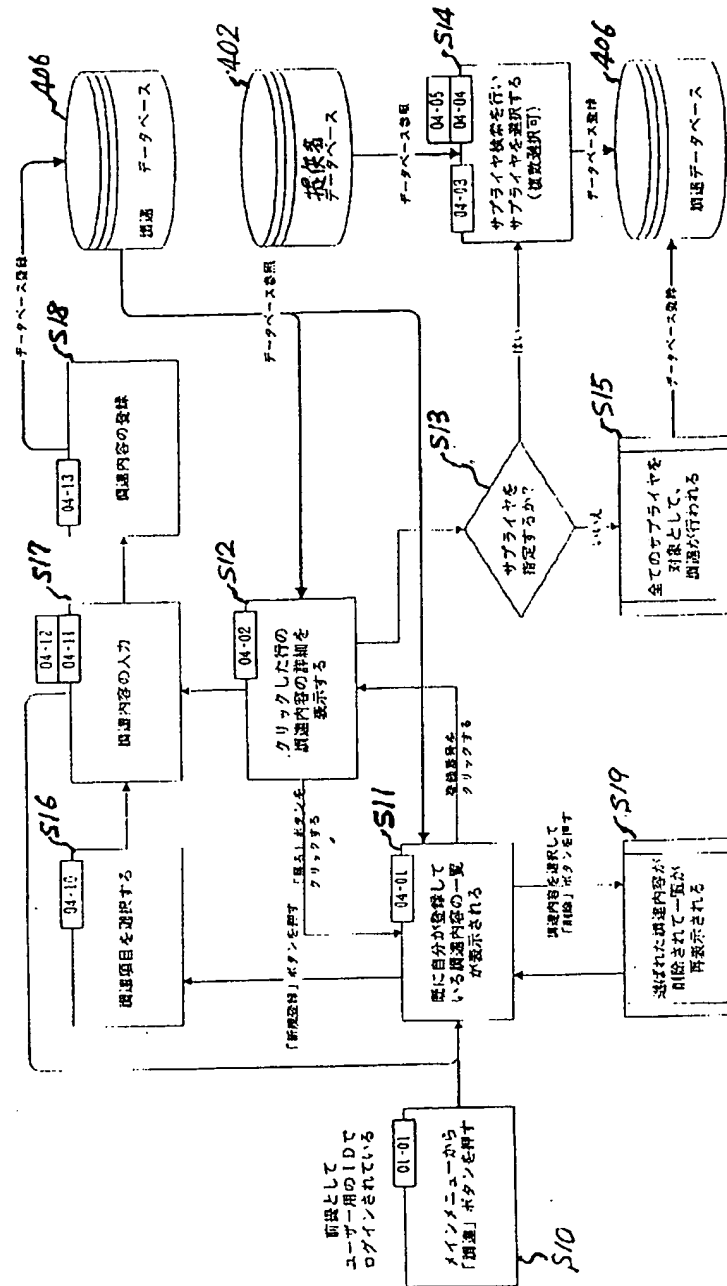 前提として
ユーザー用のIDで
ログインされている
01-01
メインメニューから
「調達」ボタンを押す
S10
04-01
S11
既に自分が登録して
いる調達内容の一覧
が表示される
「新規登録」ボタンを押す
「戻る」ボタンを
クリックする
登録番号を
クリックする
調達内容を選択して
「削除」ボタンを押す
S19
選ばれた調達内容が
削除されて一覧が
再表示される
04-10
S16
調達項目を選択する
04-12
04-11
S17
調達内容の入力
04-02
S12
クリックした行の
調達内容の詳細を
表示する
04-13
S18
調達内容の登録
データベース登録
406
調達 データベース
データベース参照
402
提供者
データベース
データベース参照
S13
サプライヤを
指定するか?
はい
いいえ
04-03
04-05
04-04
S14
サプライヤ検索を行い
サプライヤを選択する
(複数選択可)
データベース登録
S15
全てのサプライヤを
対象として、
調達が行われる
データベース登録
406
調達データベース